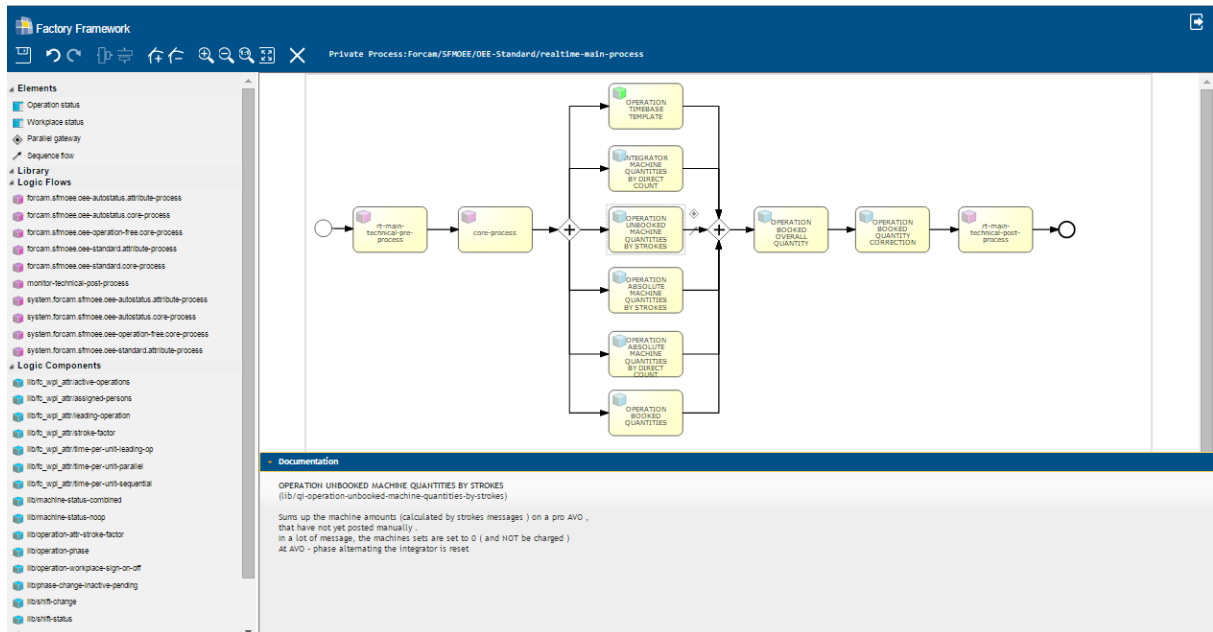 Factory Framework
Private Process:Forcam/SFMOEE/OEE-Standard/realtime-main-process
Elements
Operation status
Workplace status
Parallel gateway
Sequence flow
Library
Logic Flows
forcam.sfmoee.oee-autostatus.attribute-process
forcam.sfmoee.oee-autostatus.core-process
forcam.sfmoee.oee-operation-free.core-process
forcam.sfmoee.oee-standard.attribute-process
forcam.sfmoee.oee-standard.core-process
monitor-technical-post-process
system.forcam.sfmoee.oee-autostatus.attribute-process
system.forcam.sfmoee.oee-autostatus.core-process
system.forcam.sfmoee.oee-operation-free.core-process
system.forcam.sfmoee.oee-standard.attribute-process
Logic Components
lib/fc_wpl_attr/active-operations
lib/fc_wpl_attr/assigned-persons
lib/fc_wpl_attr/leading-operation
lib/fc_wpl_attr/stroke-factor
lib/fc_wpl_attr/time-per-unit-leading-op
lib/fc_wpl_attr/time-per-unit-parallel
lib/fc_wpl_attr/time-per-unit-sequential
lib/machine-status-combined
lib/machine-status-noop
lib/operation-attr-stroke-factor
lib/operation-phase
lib/operation-workplace-sign-on-off
lib/phase-change-inactive-pending
lib/shift-change
lib/shift-status
rt-main-
technical-pre-
process
core-process
OPERATION
TIMEBASE
TEMPLATE
INTEGRATOR
MACHINE
QUANTITIES
BY DIRECT
COUNT
OPERATION
UNBOOKED
MACHINE
QUANTITIES
BY STROKES
OPERATION
ABSOLUTE
MACHINE
QUANTITIES
BY STROKES
OPERATION
ABSOLUTE
MACHINE
QUANTITIES
BY DIRECT
COUNT
OPERATION
BOOKED
QUANTITIES
OPERATION
BOOKED
OVERALL
QUANTITY
OPERATION
BOOKED
QUANTITY
CORRECTION
rt-main-
technical-post-
process
Documentation
OPERATION UNBOOKED MACHINE QUANTITIES BY STROKES
(lib/qi-operation-unbooked-machine-quantities-by-strokes)
Sums up the machine amounts (calculated by strokes messages ) on a pro AVO ,
that have not yet posted manually .
In a lot of message, the machines sets are set to 0 ( and NOT be charged )
At AVO - phase alternating the integrator is reset